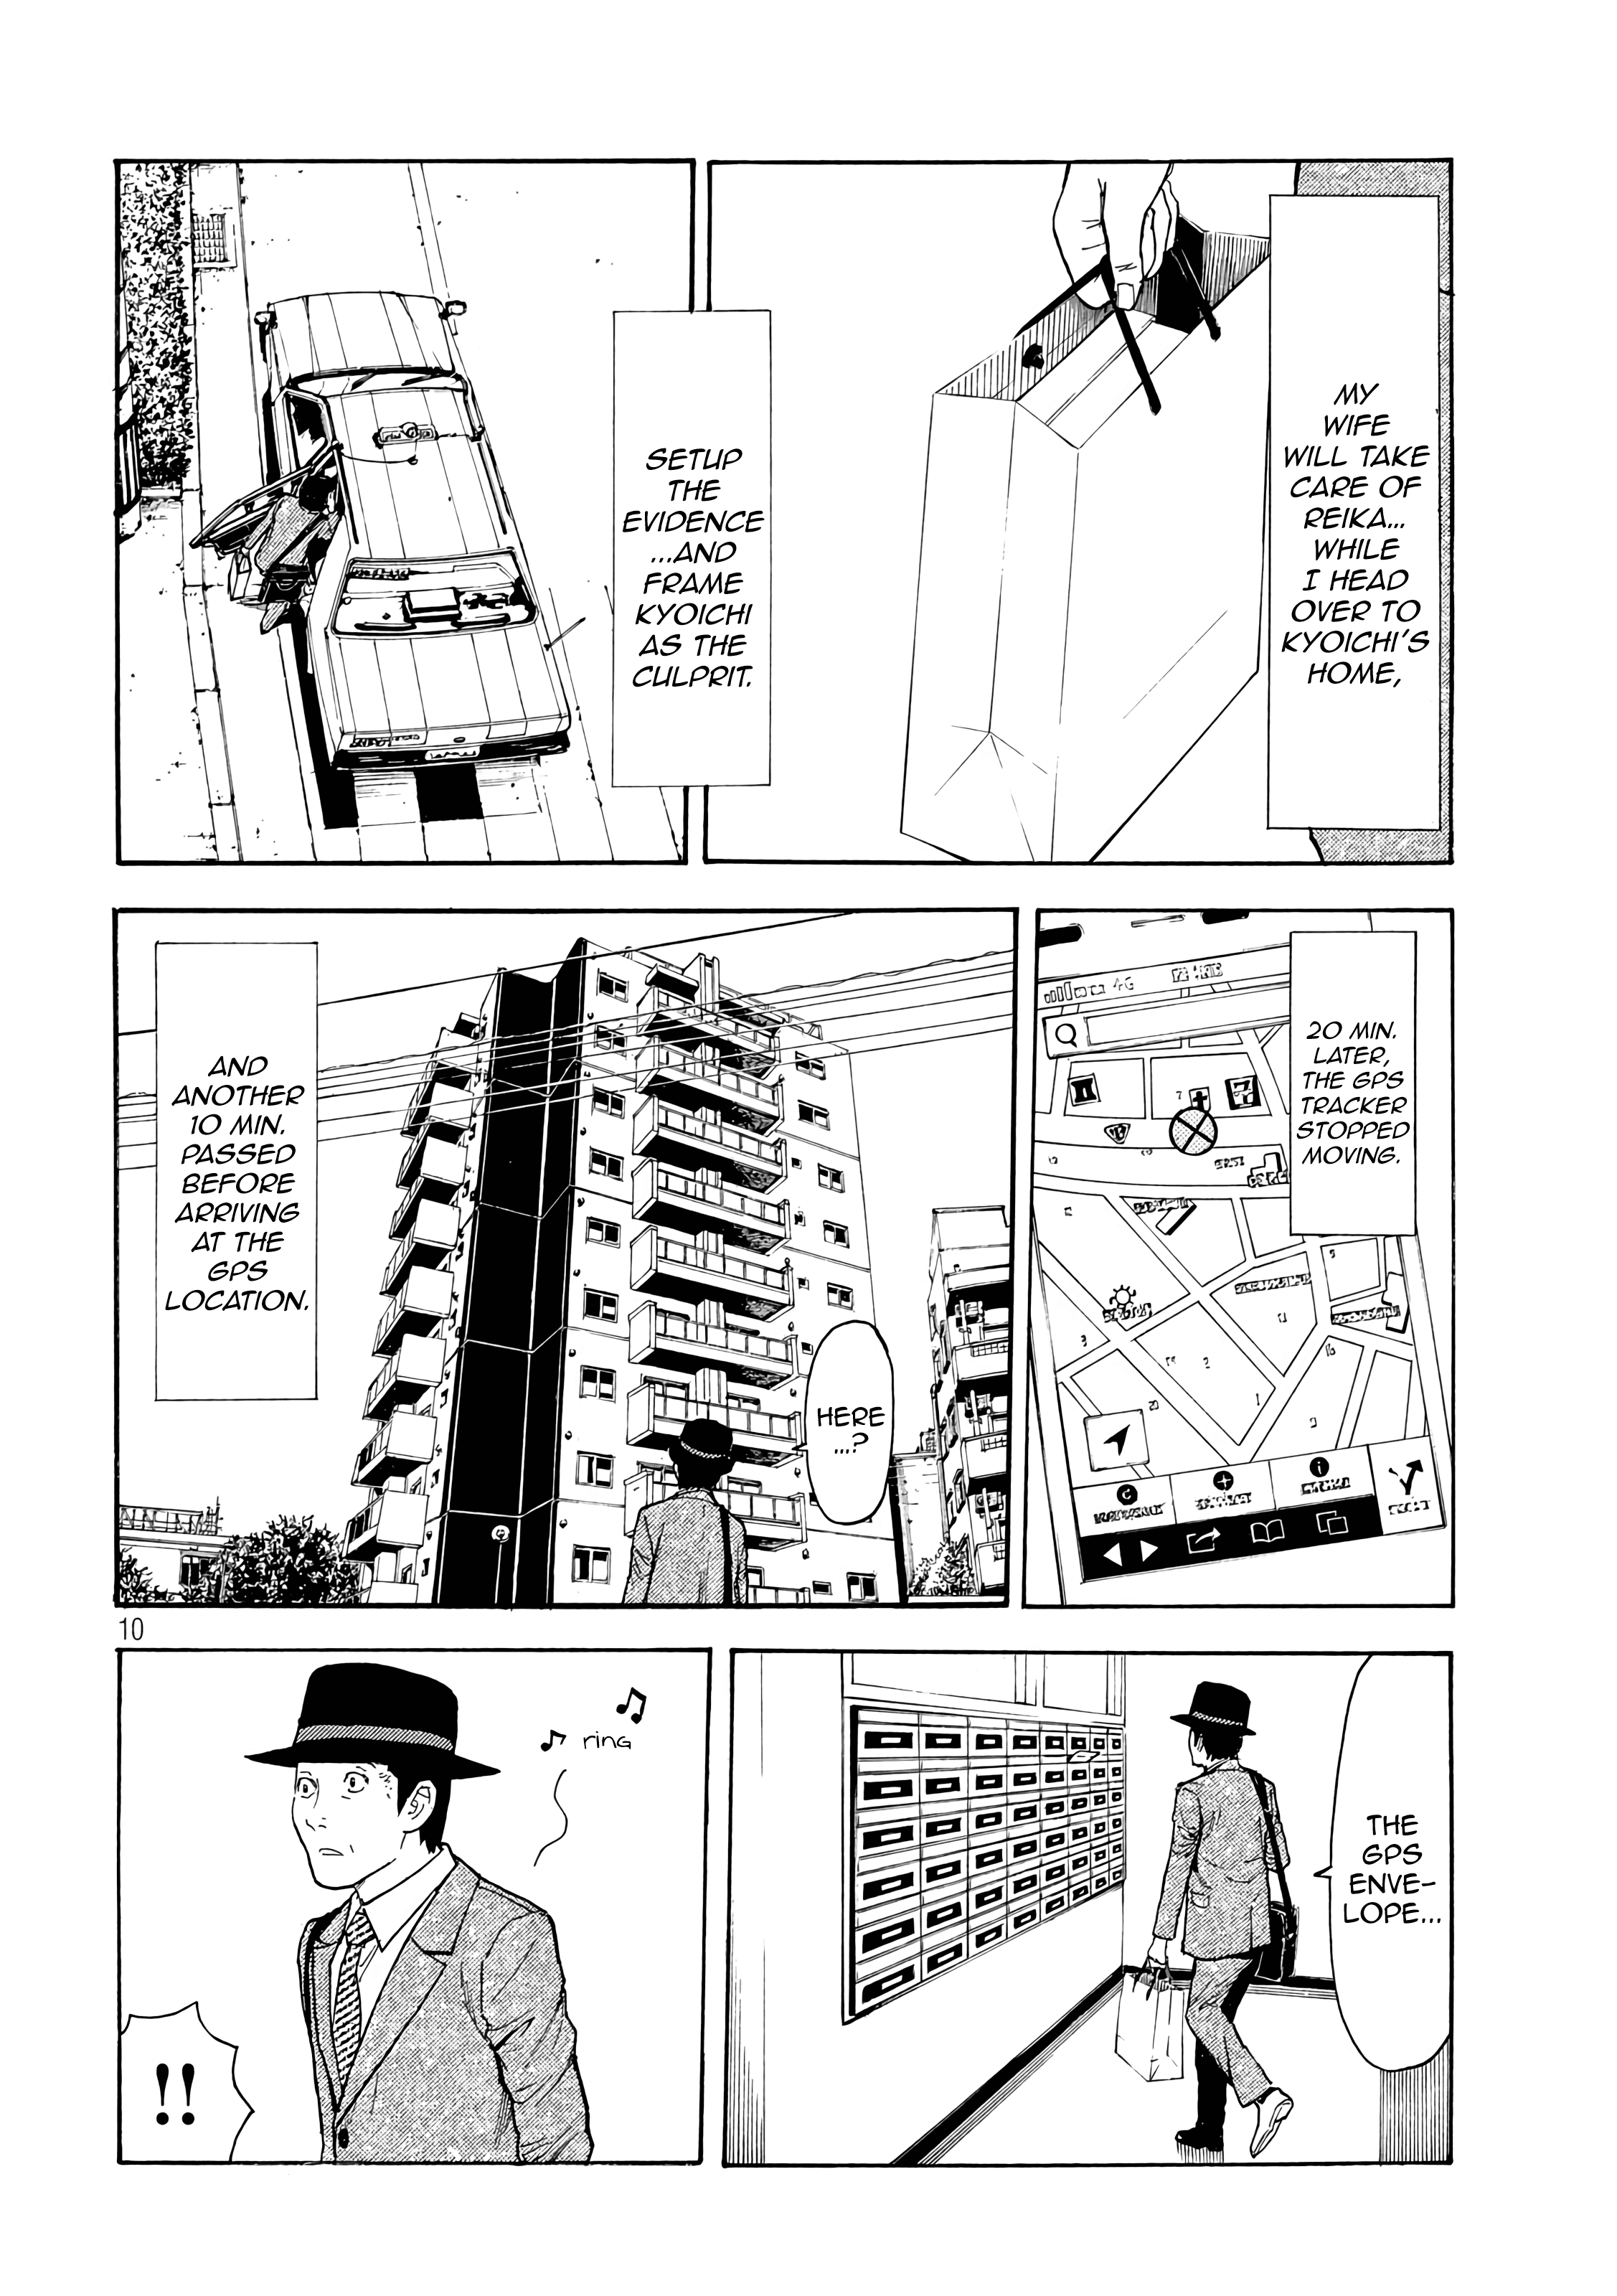 MY
WIFE
WILL TAKE
CARE OF
REIKA...
WHILE
I HEAD
OVER TO
KYOICHI'S
HOME,
SETUP
THE
EVIDENCE
...AND
FRAME
KYOICHI
AS THE
CULPRIT.
4G
20 MIN.
LATER,
THE GPS
TRACKER
STOPPED
MOVING.
AND
ANOTHER
10 MIN.
PASSED
BEFORE
ARRIVING
AT THE
GPS
LOCATION.
HERE
...?
10
THE
GPS
ENVE-
LOPE...
ring
!!